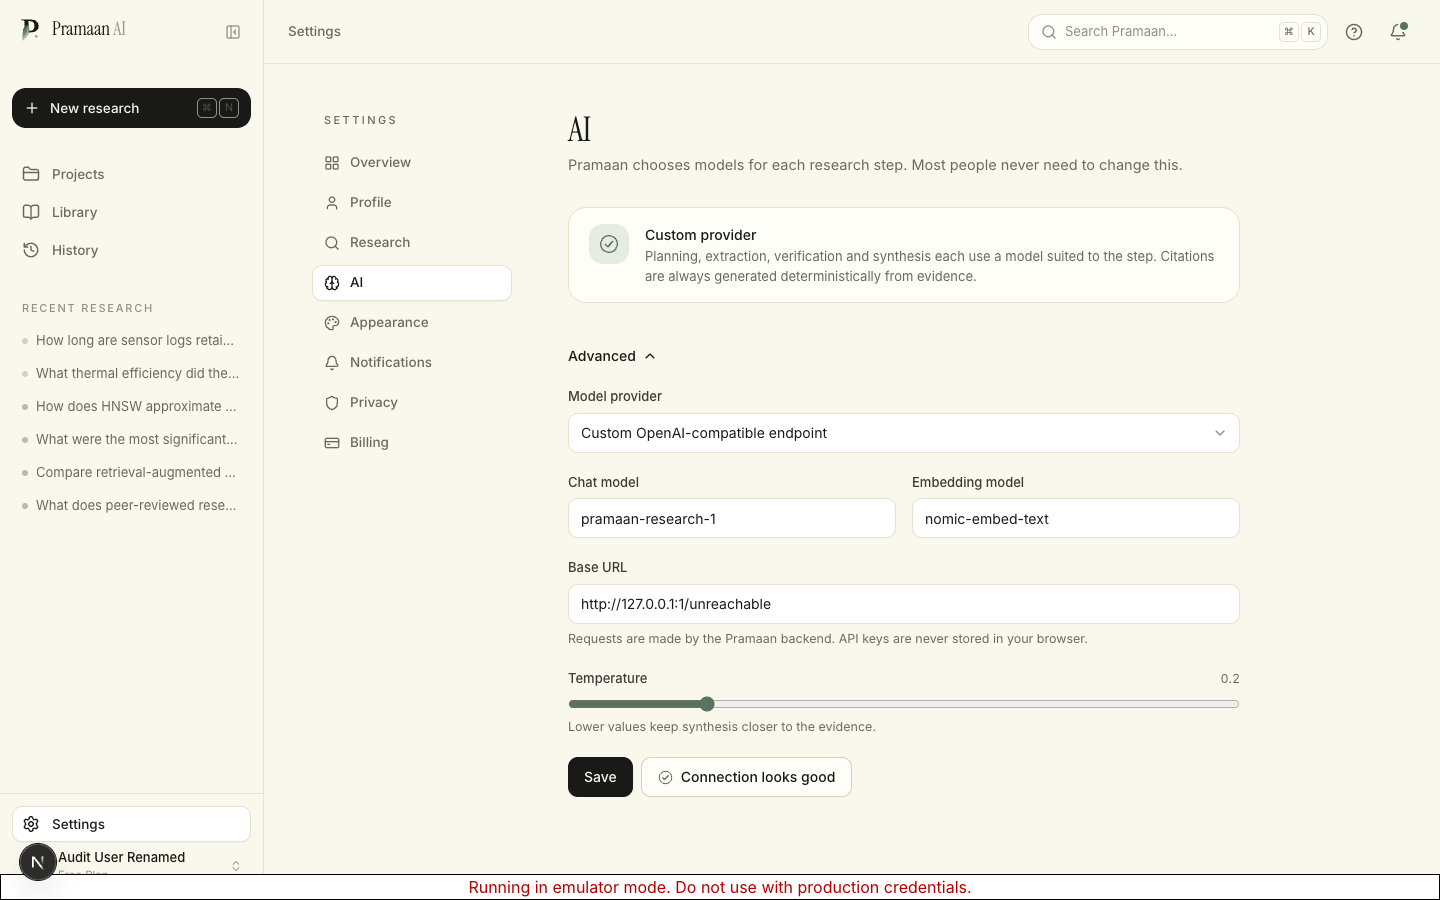 Pramaan AI
New research
⌘ N
Projects
Library
History
RECENT RESEARCH
How long are sensor logs retai...
What thermal efficiency did the...
How does HNSW approximate ...
What were the most significant...
Compare retrieval-augmented ...
What does peer-reviewed rese...
Settings
N
Audit User Renamed
Free Plan
Settings
Search Pramaan...
⌘ K
SETTINGS
Overview
Profile
Research
AI
Appearance
Notifications
Privacy
Billing
AI
Pramaan chooses models for each research step. Most people never need to change this.
Custom provider
Planning, extraction, verification and synthesis each use a model suited to the step. Citations
are always generated deterministically from evidence.
Advanced
Model provider
Custom OpenAI-compatible endpoint
Chat model
pramaan-research-1
Embedding model
nomic-embed-text
Base URL
http://127.0.0.1:1/unreachable
Requests are made by the Pramaan backend. API keys are never stored in your browser.
Temperature
0.2
Lower values keep synthesis closer to the evidence.
Save
Connection looks good
Running in emulator mode. Do not use with production credentials.